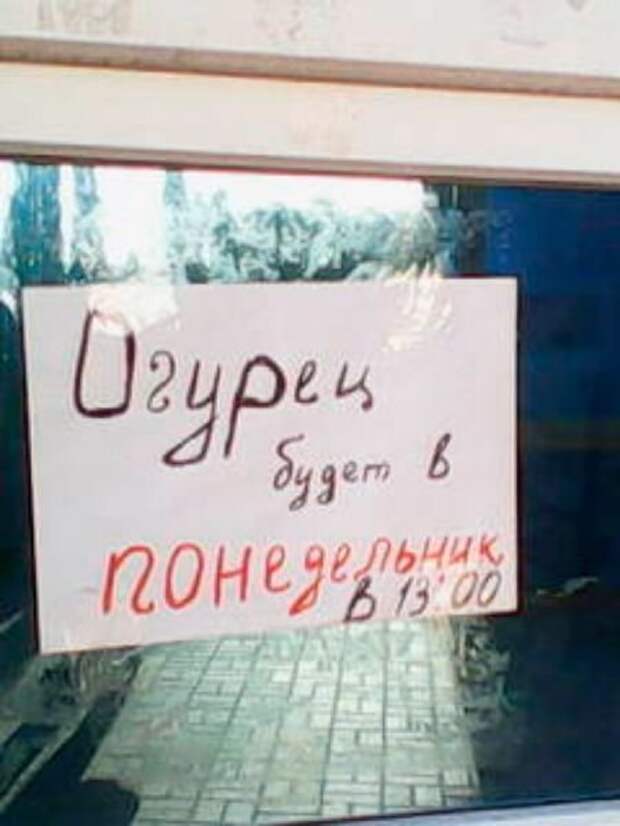 Огурец
будет в
понедельник
в 13:00